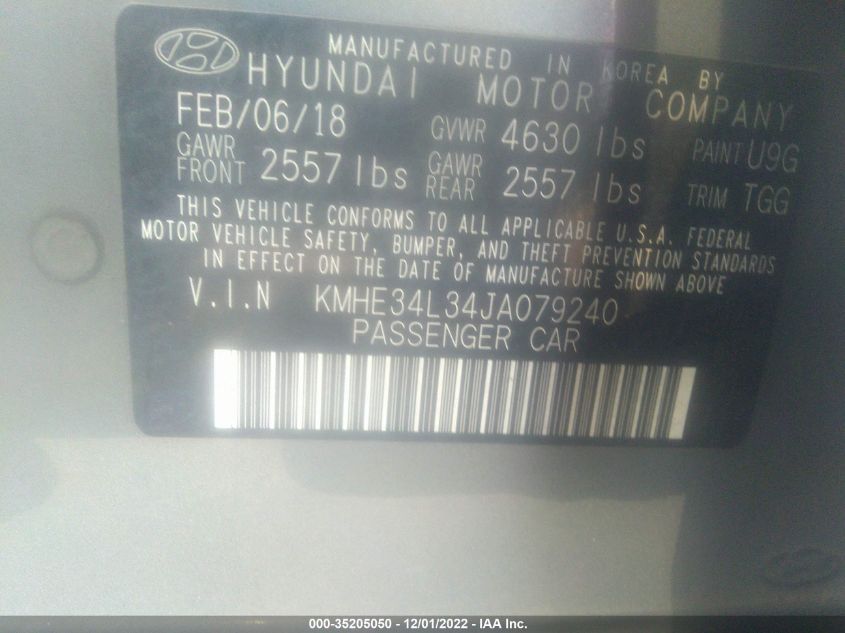 MANUFACTURED IN KOREA BY
HYUNDAI MOTOR COMPANY
FEB/06/18 GVWR 4630 lbs PAINT U9G
GAWR FRONT 2557 lbs GAWR REAR 2557 lbs TRIM TGG
THIS VEHICLE CONFORMS TO ALL APPLICABLE U.S.A. FEDERAL
MOTOR VEHICLE SAFETY, BUMPER, AND THEFT PREVENTION STANDARDS
IN EFFECT ON THE DATE OF MANUFACTURE SHOWN ABOVE
V.I.N KMHE34L34JA079240
PASSENGER CAR
000-35205050 - 12/01/2022 - IAA Inc.